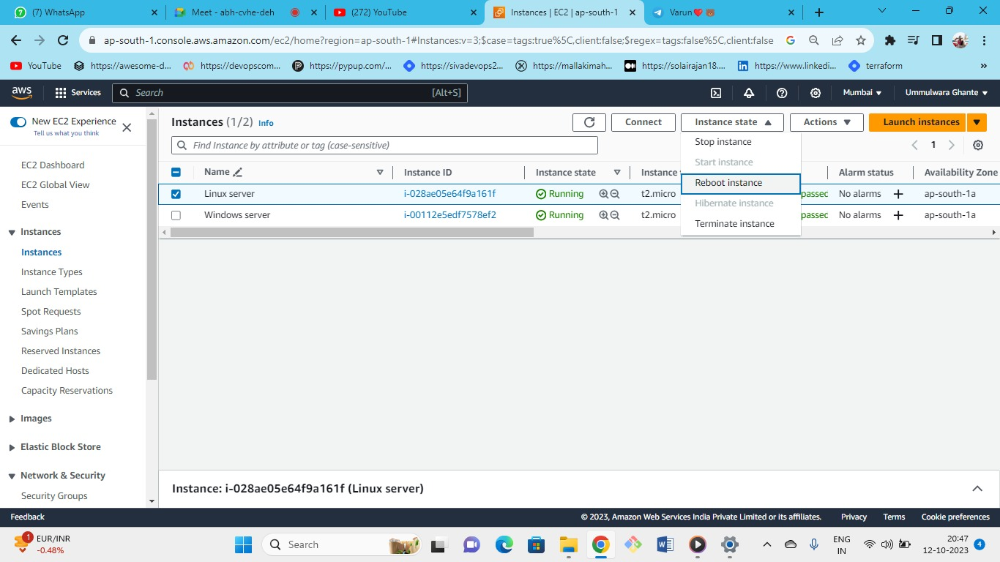 (7) WhatsApp
Meet - abh-cvhe-deh
(272) YouTube
Instances | EC2 | ap-south-1
Varun❤️🐻
ap-south-1.console.aws.amazon.com/ec2/home?region=ap-south-1#Instances:v=3;$case=tags:true%5C,client:false;$regex=tags:false%5C,client:false
YouTube
https://awesome-d...
https://devopscom...
https://pypup.com/...
https://sivadevops2...
https://mallakimah...
https://solairajan18....
https://www.linkedi...
terraform
»
aws
Services
Search
[Alt+S]
Mumbai
Ummulwara Ghante
New EC2 Experience
Tell us what you think
EC2 Dashboard
EC2 Global View
Events
Instances
Instances
Instance Types
Launch Templates
Spot Requests
Savings Plans
Reserved Instances
Dedicated Hosts
Capacity Reservations
Images
Elastic Block Store
Network & Security
Security Groups
Instances (1/2) Info
Connect
Instance state
Actions
Launch instances
Find Instance by attribute or tag (case-sensitive)
1
Stop instance
Start instance
Reboot instance
Hibernate instance
Terminate instance
Name
Instance ID
Instance state
Instance
Alarm status
Availability Zone
Linux server
i-028ae05e64f9a161f
Running
t2.micro
passed
No alarms
ap-south-1a
Windows server
i-00112e5edf7578ef2
Running
t2.micro
passed
No alarms
ap-south-1a
Instance: i-028ae05e64f9a161f (Linux server)
Feedback
© 2023, Amazon Web Services India Private Limited or its affiliates.
Privacy
Terms
Cookie preferences
1
EUR/INR
-0.48%
Search
ENG
IN
20:47
12-10-2023
4